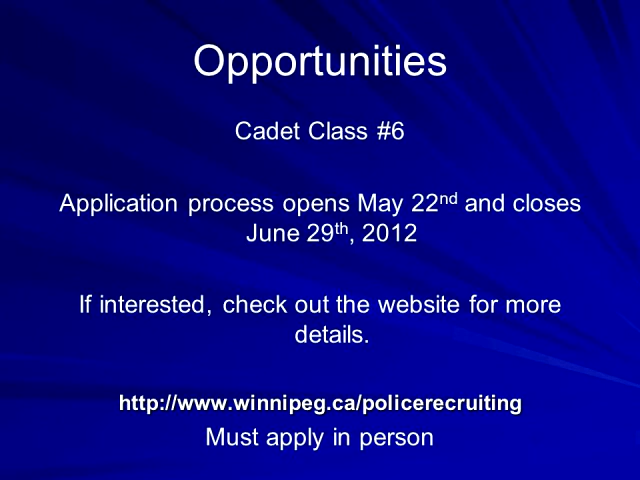 Opportunities
Cadet Class #6
Application process opens May 22nd and closes
June 29th, 2012
If interested, check out the website for more
details.
http://www.winnipeg.ca/policerecruiting
Must apply in person